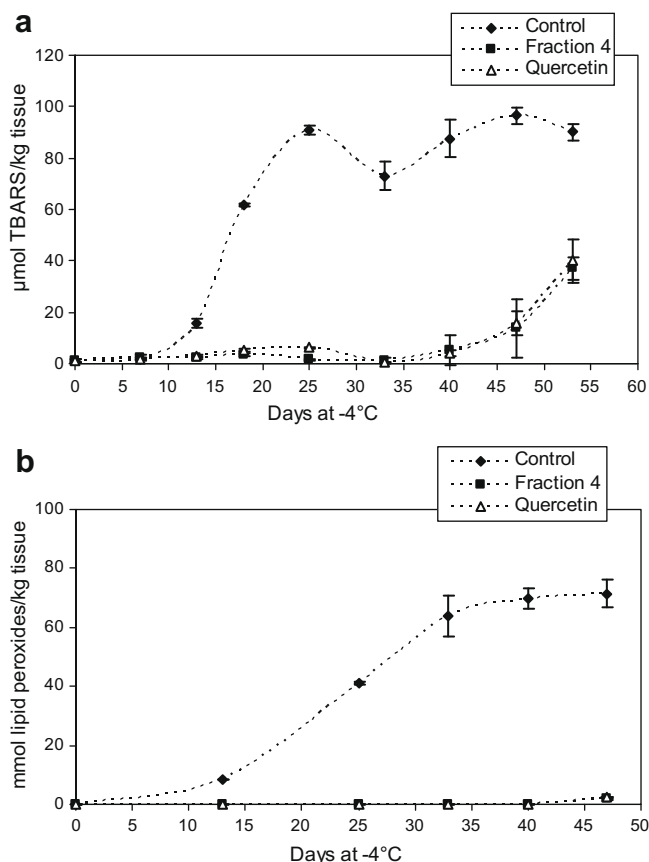 a
Control
Fraction 4
Quercetin
120
100
80
60
40
20
0
μmol TBARS/kg tissue
0 5 10 15 20 25 30 35 40 45 50 55 60
Days at -4°C
b
Control
Fraction 4
Quercetin
100
80
60
40
20
0
mmol lipid peroxides/kg tissue
0 5 10 15 20 25 30 35 40 45 50
Days at -4°C